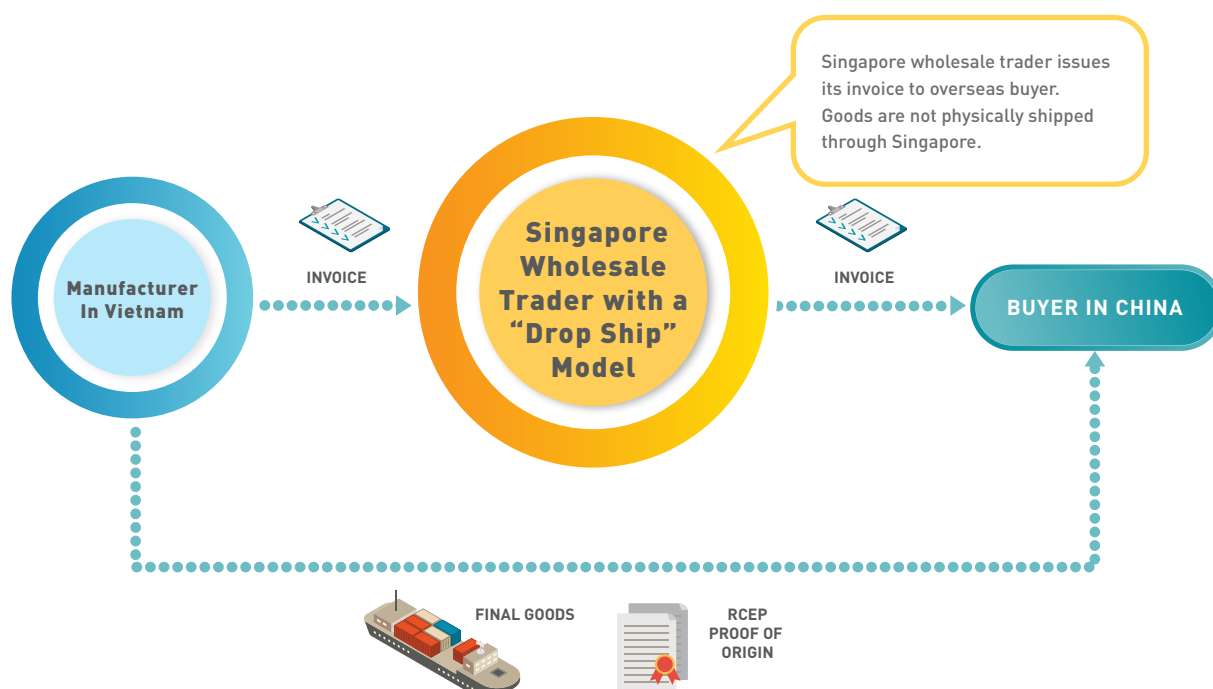 Singapore wholesale trader issues
its invoice to overseas buyer.
Goods are not physically shipped
through Singapore.
Manufacturer
In Vietnam
INVOICE
Singapore
Wholesale
Trader with a
“Drop Ship”
Model
INVOICE
BUYER IN CHINA
FINAL GOODS
RCEP
PROOF OF
ORIGIN